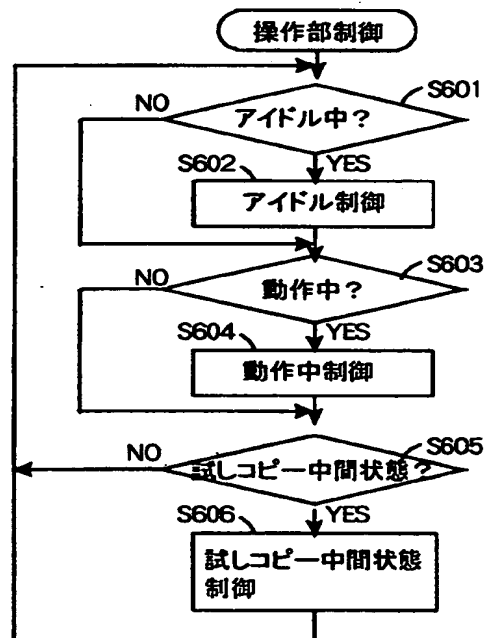 操作部制御
S601
NO
アイドル中?
S602
YES
アイドル制御
S603
NO
動作中?
S604
YES
動作中制御
S605
NO
試しコピー中間状態?
S606
YES
試しコピー中間状態
制御